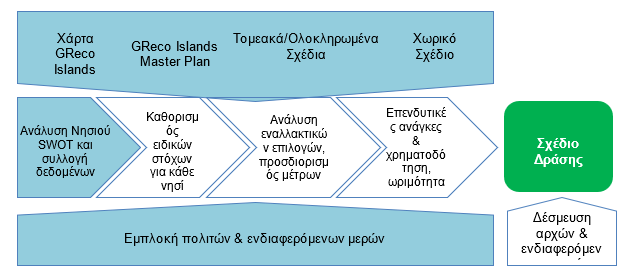 Χάρτα
GReco
Islands
GReco Islands
Master Plan
Τομεακά/Ολοκληρωμένα
Σχέδια
Χωρικό
Σχέδιο
Ανάλυση Νησιού
SWOT και
συλλογή
δεδομένων
Καθορισμ
ός
ειδικών
στόχων
για κάθε
νησί
Ανάλυση
εναλλακτικώ
ν επιλογών,
προσδιορισμ
ός μέτρων
Επενδυτικέ
ς ανάγκες
&
χρηματοδό
τηση,
ωριμότητα
Σχέδιο
Δράσης
Εμπλοκή πολιτών & ενδιαφερόμενων μερών
Δέσμευση
αρχών &
ενδιαφερόμεν